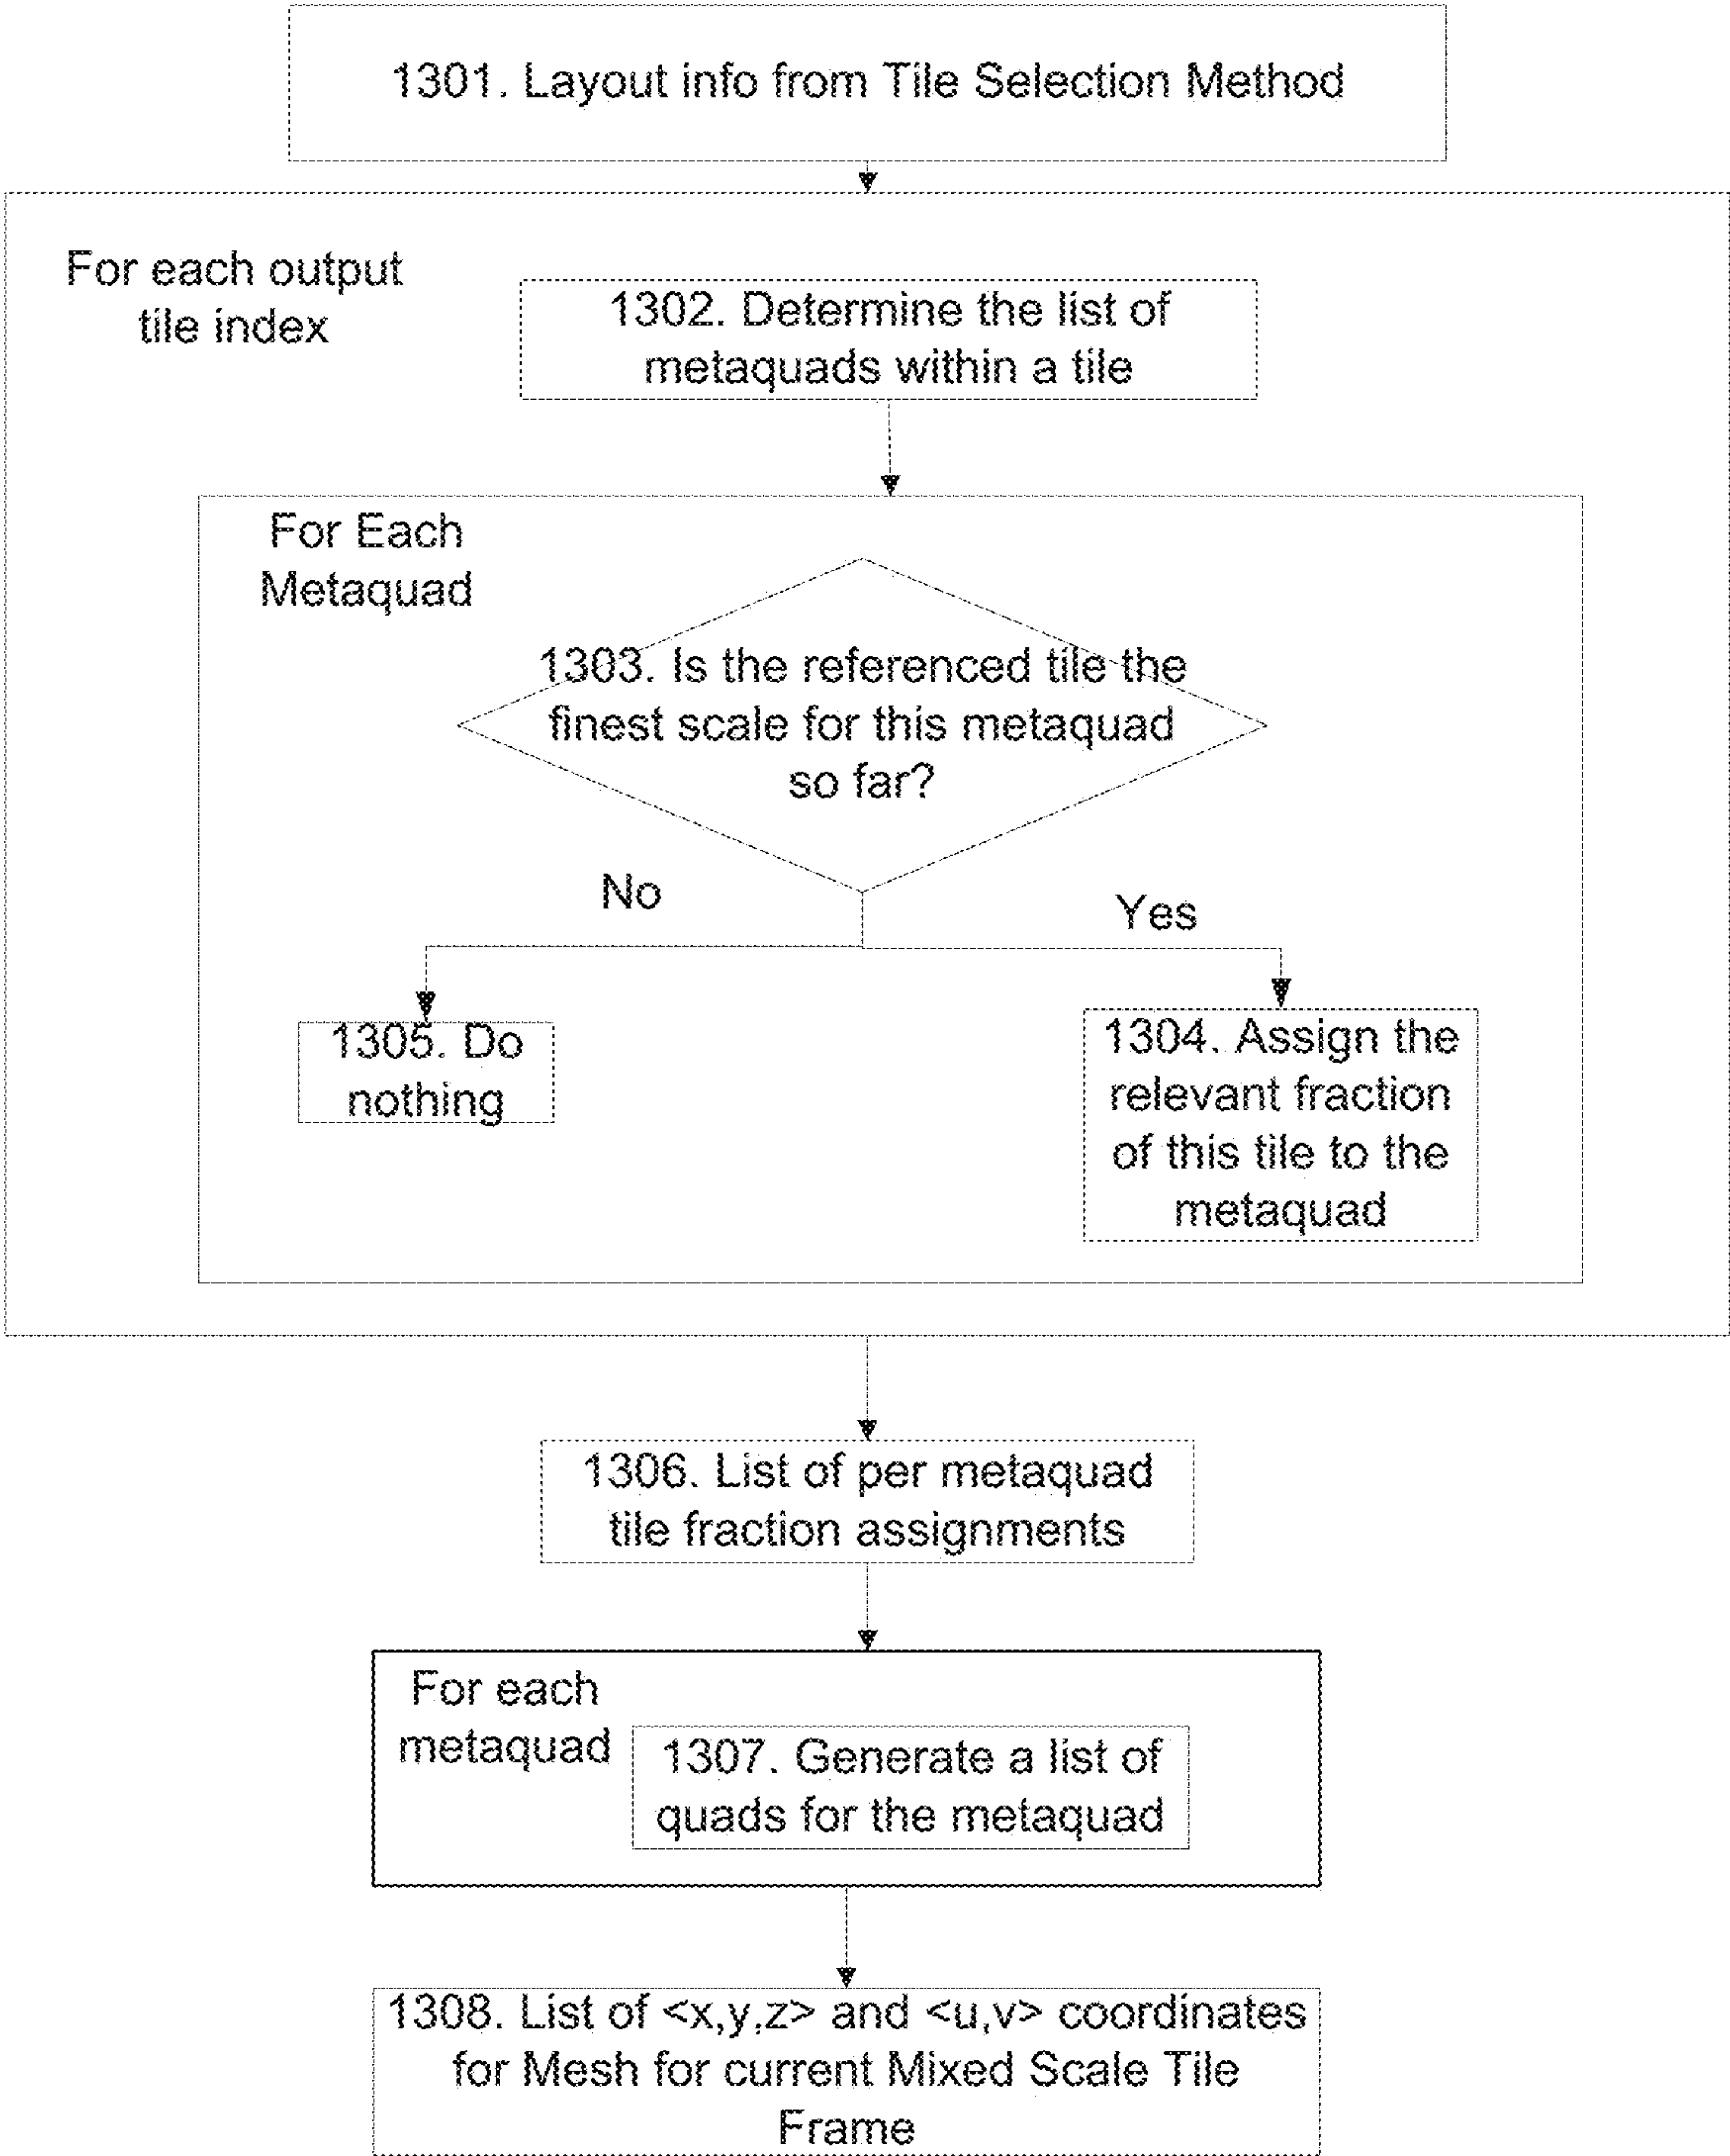 1301. Layout info from Tile Selection Method
For each output
tile index
1302. Determine the list of
metaquads within a tile
For Each
Metaquad
1303. Is the referenced tile the
finest scale for this metaquad
so far?
No
Yes
1305. Do
nothing
1304. Assign the
relevant fraction
of this tile to the
metaquad
1306. List of per metaquad
tile fraction assignments
For each
metaquad
1307. Generate a list of
quads for the metaquad
1308. List of <x,y,z> and <u,v> coordinates
for Mesh for current Mixed Scale Tile
Frame